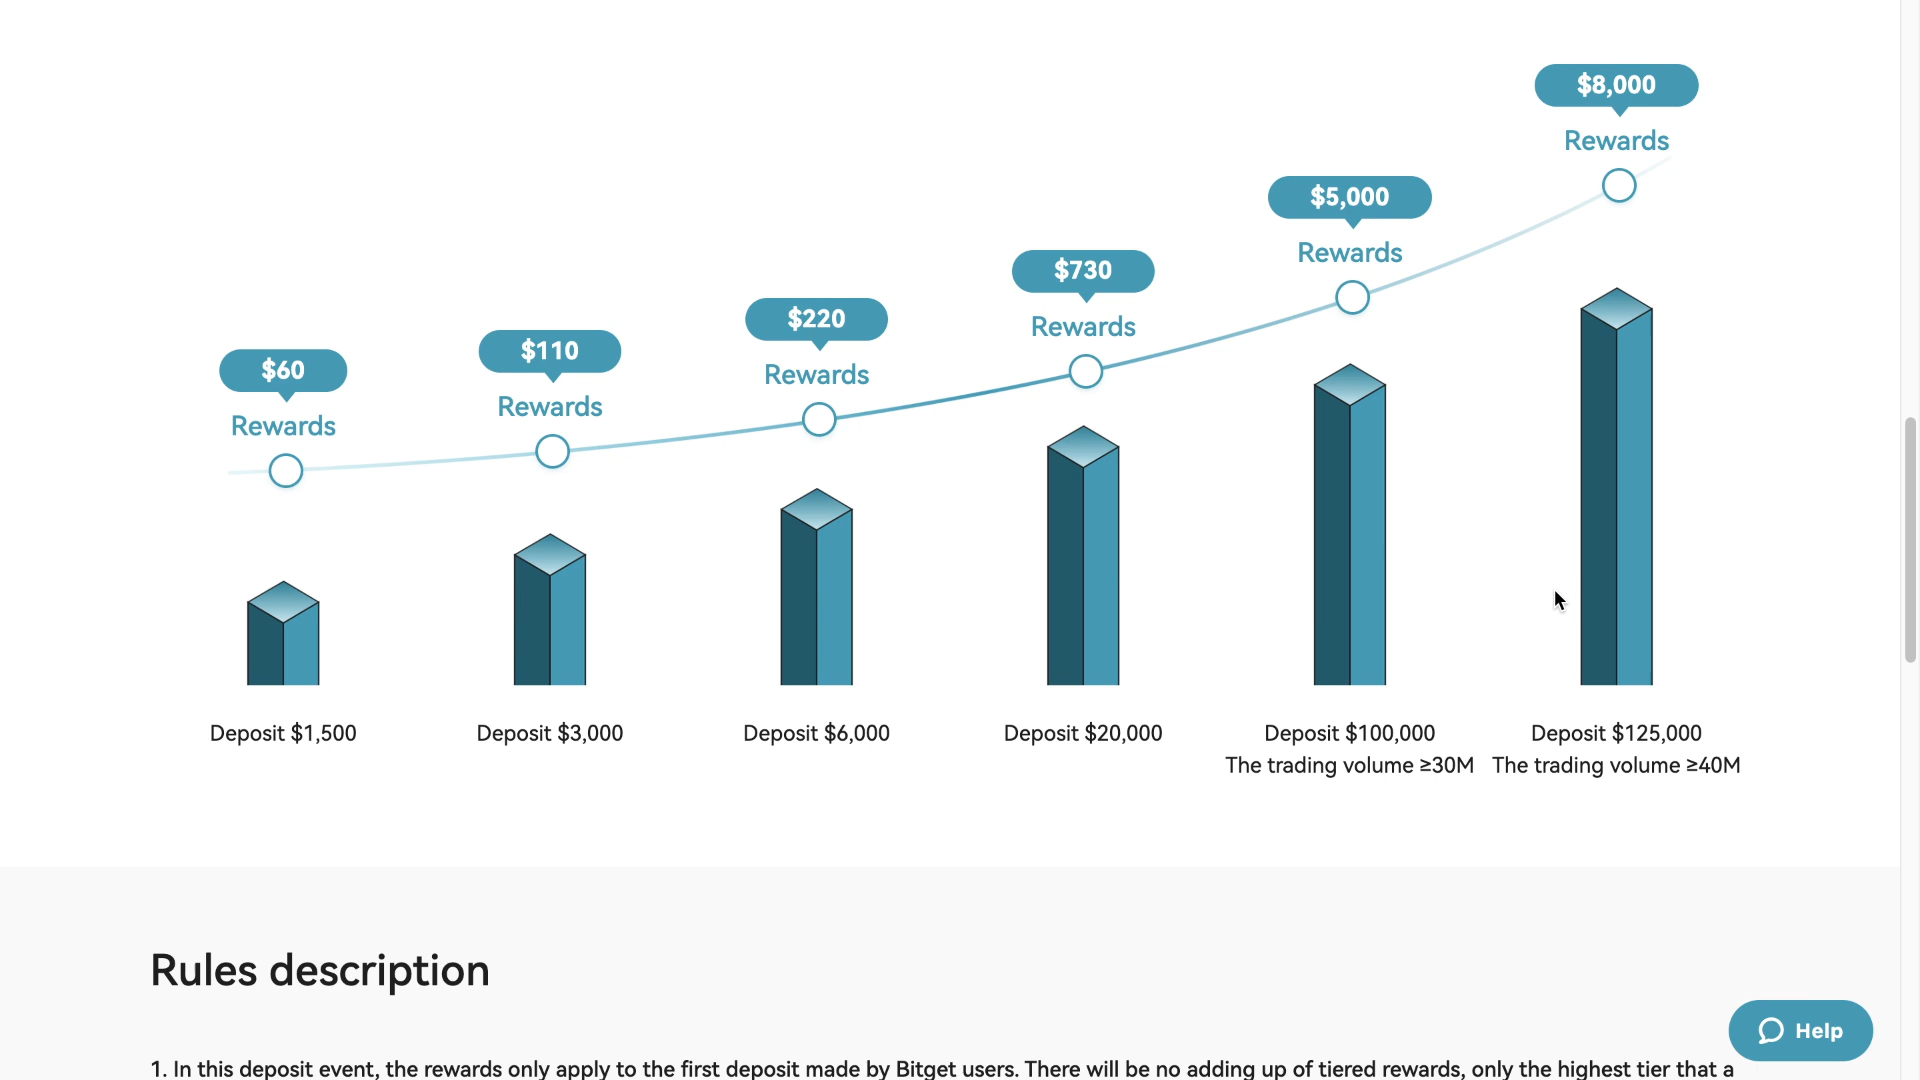 $8,000
Rewards
$5,000
Rewards
$730
Rewards
$220
Rewards
$110
Rewards
$60
Rewards
Deposit $1,500
Deposit $3,000
Deposit $6,000
Deposit $20,000
Deposit $100,000
The trading volume ≥30M
Deposit $125,000
The trading volume ≥40M
Rules description
Help
1. In this deposit event, the rewards only apply to the first deposit made by Bitget users. There will be no adding up of tiered rewards, only the highest tier that a